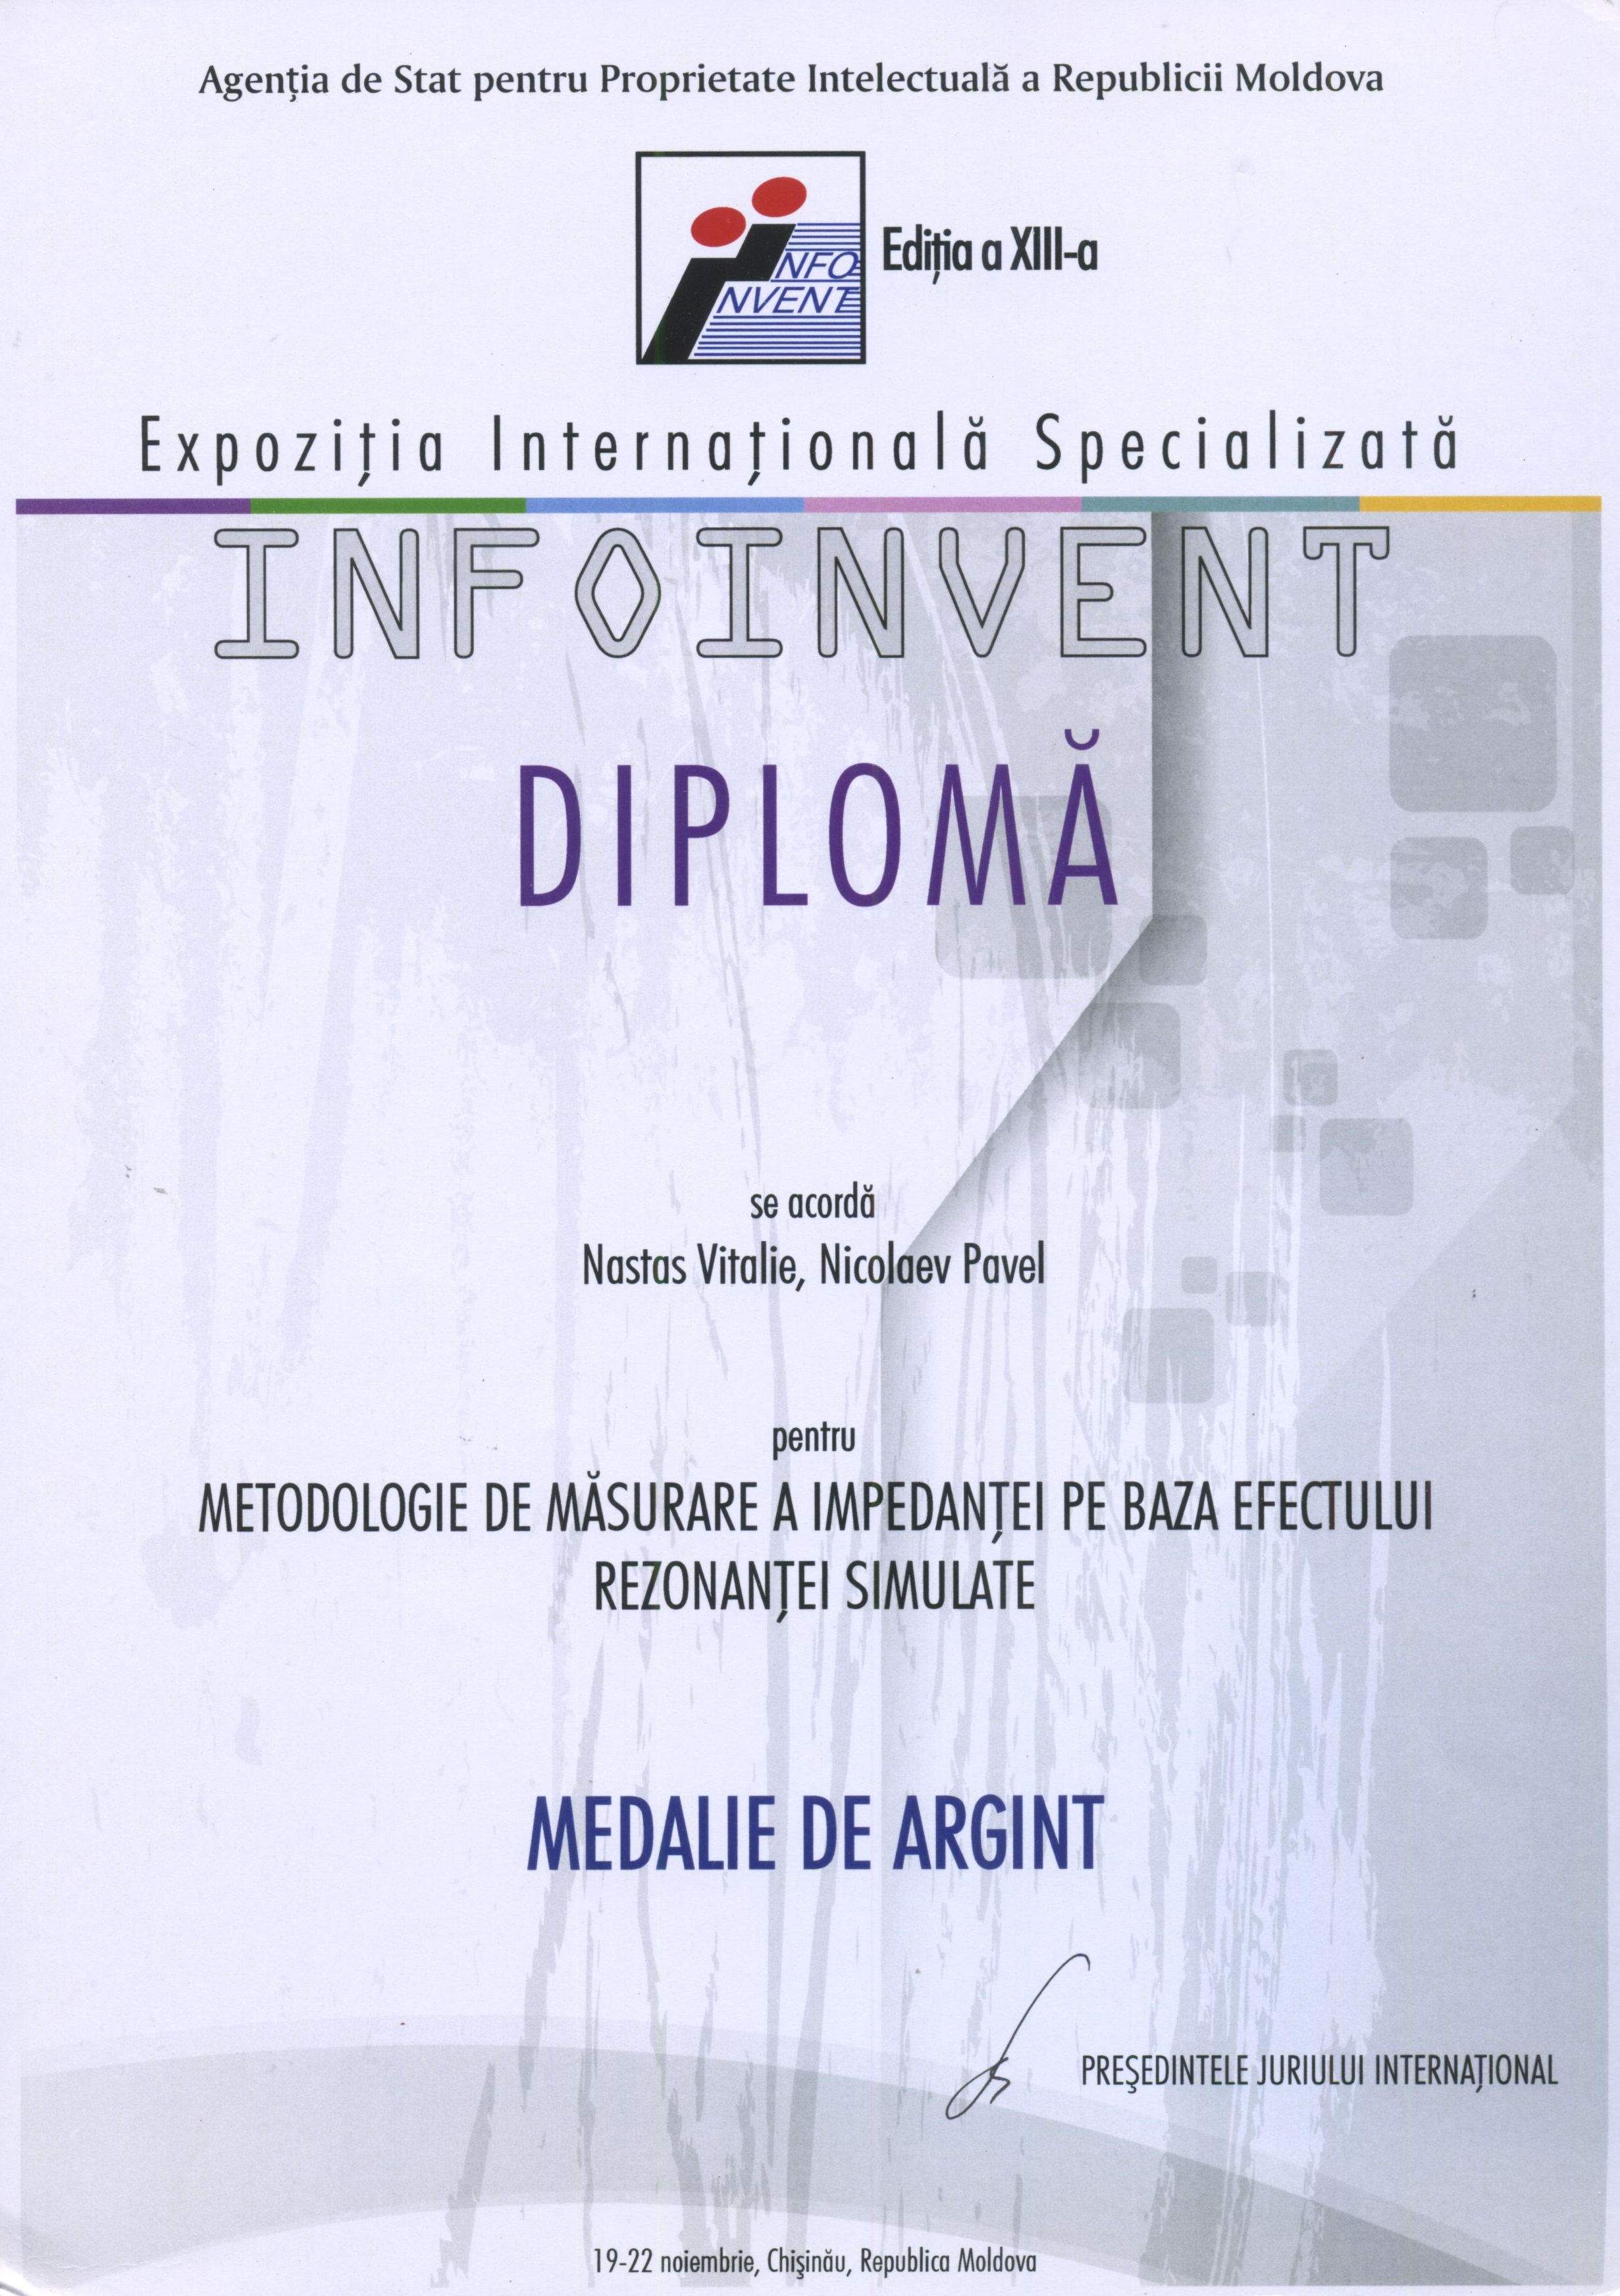 Agenția de Stat pentru Proprietate Intelectuală a Republicii Moldova
NFO
NVENT
Ediția a XIII-a
Expoziția Internațională Specializată
INFOINVENT
DIPLOMĂ
se acordă
Nastas Vitalie, Nicolaev Pavel
pentru
METODOLOGIE DE MĂSURARE A IMPEDANȚEI PE BAZA EFECTULUI
REZONANȚEI SIMULATE
MEDALIE DE ARGINT
PREȘEDINTELE JURIULUI INTERNAȚIONAL
19-22 noiembrie, Chișinău, Republica Moldova